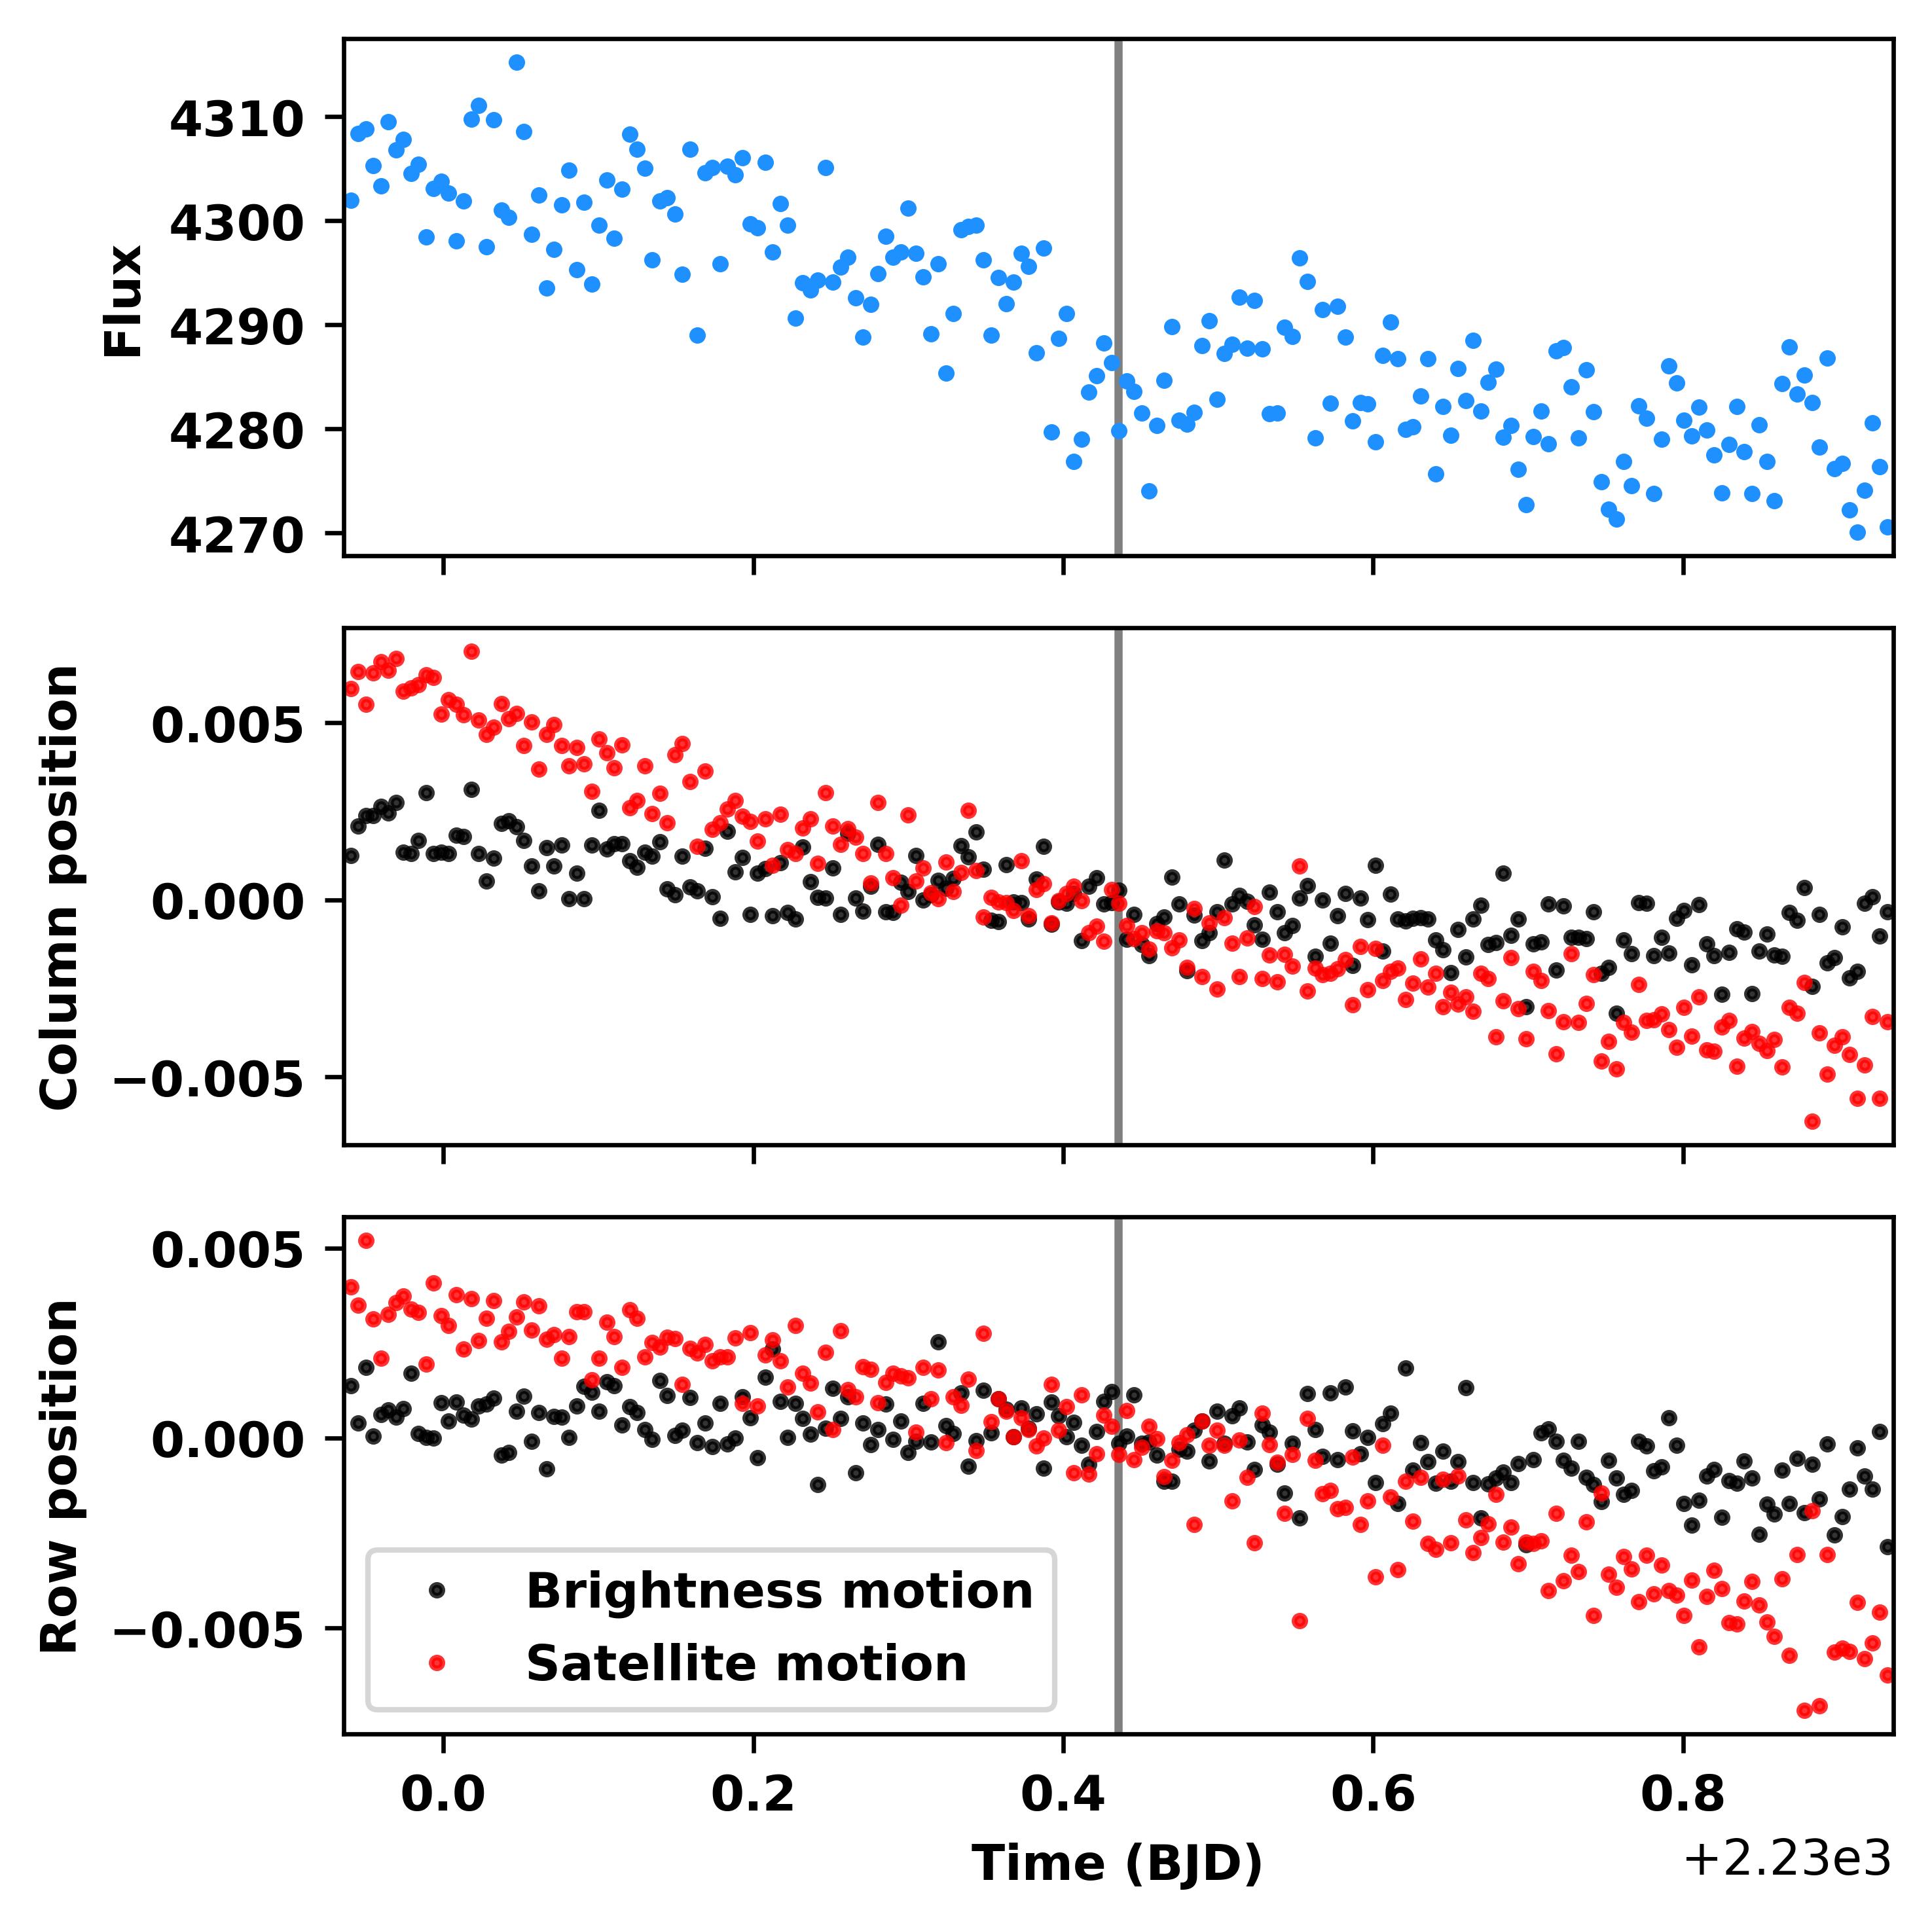 Flux
4310
4300
4290
4280
4270
Column position
0.005
0.000
−0.005
Row position
0.005
0.000
−0.005
Brightness motion
Satellite motion
0.0 0.2 0.4 0.6 0.8
Time (BJD)
+2.23e3